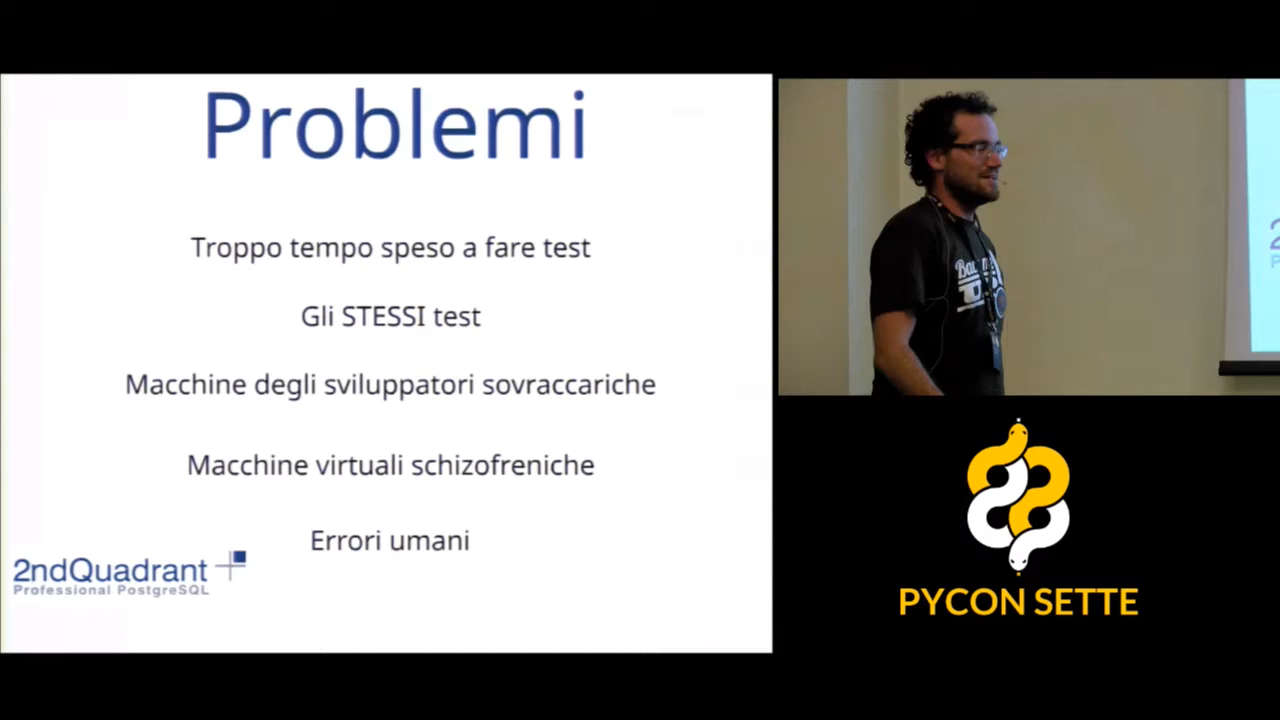 Problemi
Troppo tempo speso a fare test
Gli STESSI test
Macchine degli sviluppatori sovraccariche
Macchine virtuali schizofreniche
Errori umani
2ndQuadrant
Professional PostgreSQL
PYCON SETTE